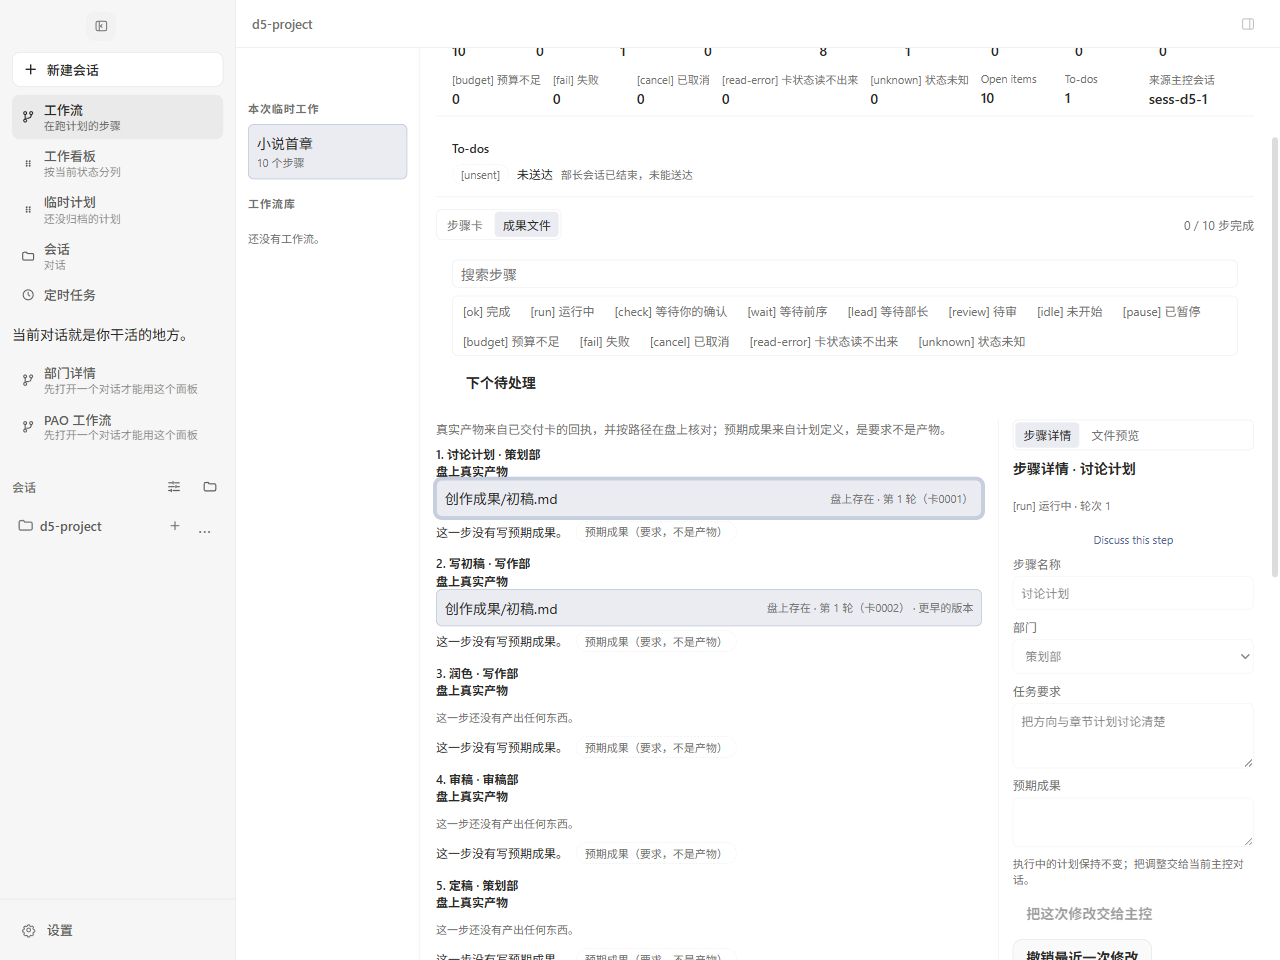 新建会话
工作流
在跑计划的步骤
工作看板
按当前状态分列
临时计划
还没归档的计划
会话
对话
定时任务
当前对话就是你干活的地方。
部门详情
先打开一个对话才能用这个面板
PAO 工作流
先打开一个对话才能用这个面板
会话
d5-project
设置
d5-project
本次临时工作
小说首章
10 个步骤
工作流库
还没有工作流。
10 0 1 0 8 1 0 0 0
[budget] 预算不足 [fail] 失败 [cancel] 已取消 [read-error] 卡状态读不出来 [unknown] 状态未知 Open items To-dos 来源主控会话
0 0 0 0 0 10 1 sess-d5-1
To-dos
[unsent] 未送达 部长会话已结束，未能送达
步骤卡 成果文件 0 / 10 步完成
搜索步骤
[ok] 完成 [run] 运行中 [check] 等待你的确认 [wait] 等待前序 [lead] 等待部长 [review] 待审 [idle] 未开始 [pause] 已暂停
[budget] 预算不足 [fail] 失败 [cancel] 已取消 [read-error] 卡状态读不出来 [unknown] 状态未知
下个待处理
真实产物来自已交付卡的回执，并按路径在盘上核对；预期成果来自计划定义，是要求不是产物。
1. 讨论计划 · 策划部
盘上真实产物
创作成果/初稿.md 盘上存在 · 第 1 轮（卡0001）
这一步没有写预期成果。 预期成果（要求，不是产物）
2. 写初稿 · 写作部
盘上真实产物
创作成果/初稿.md 盘上存在 · 第 1 轮（卡0002） · 更早的版本
这一步没有写预期成果。 预期成果（要求，不是产物）
3. 润色 · 写作部
盘上真实产物
这一步还没有产出任何东西。
这一步没有写预期成果。 预期成果（要求，不是产物）
4. 审稿 · 审稿部
盘上真实产物
这一步还没有产出任何东西。
这一步没有写预期成果。 预期成果（要求，不是产物）
5. 定稿 · 策划部
盘上真实产物
这一步还没有产出任何东西。
这一步没有写预期成果。 预期成果（要求，不是产物）
步骤详情 文件预览
步骤详情 · 讨论计划
[run] 运行中 · 轮次 1
Discuss this step
步骤名称
讨论计划
部门
策划部
任务要求
把方向与章节计划讨论清楚
预期成果
执行中的计划保持不变；把调整交给当前主控对
话。
把这次修改交给主控
撤销最近一次修改